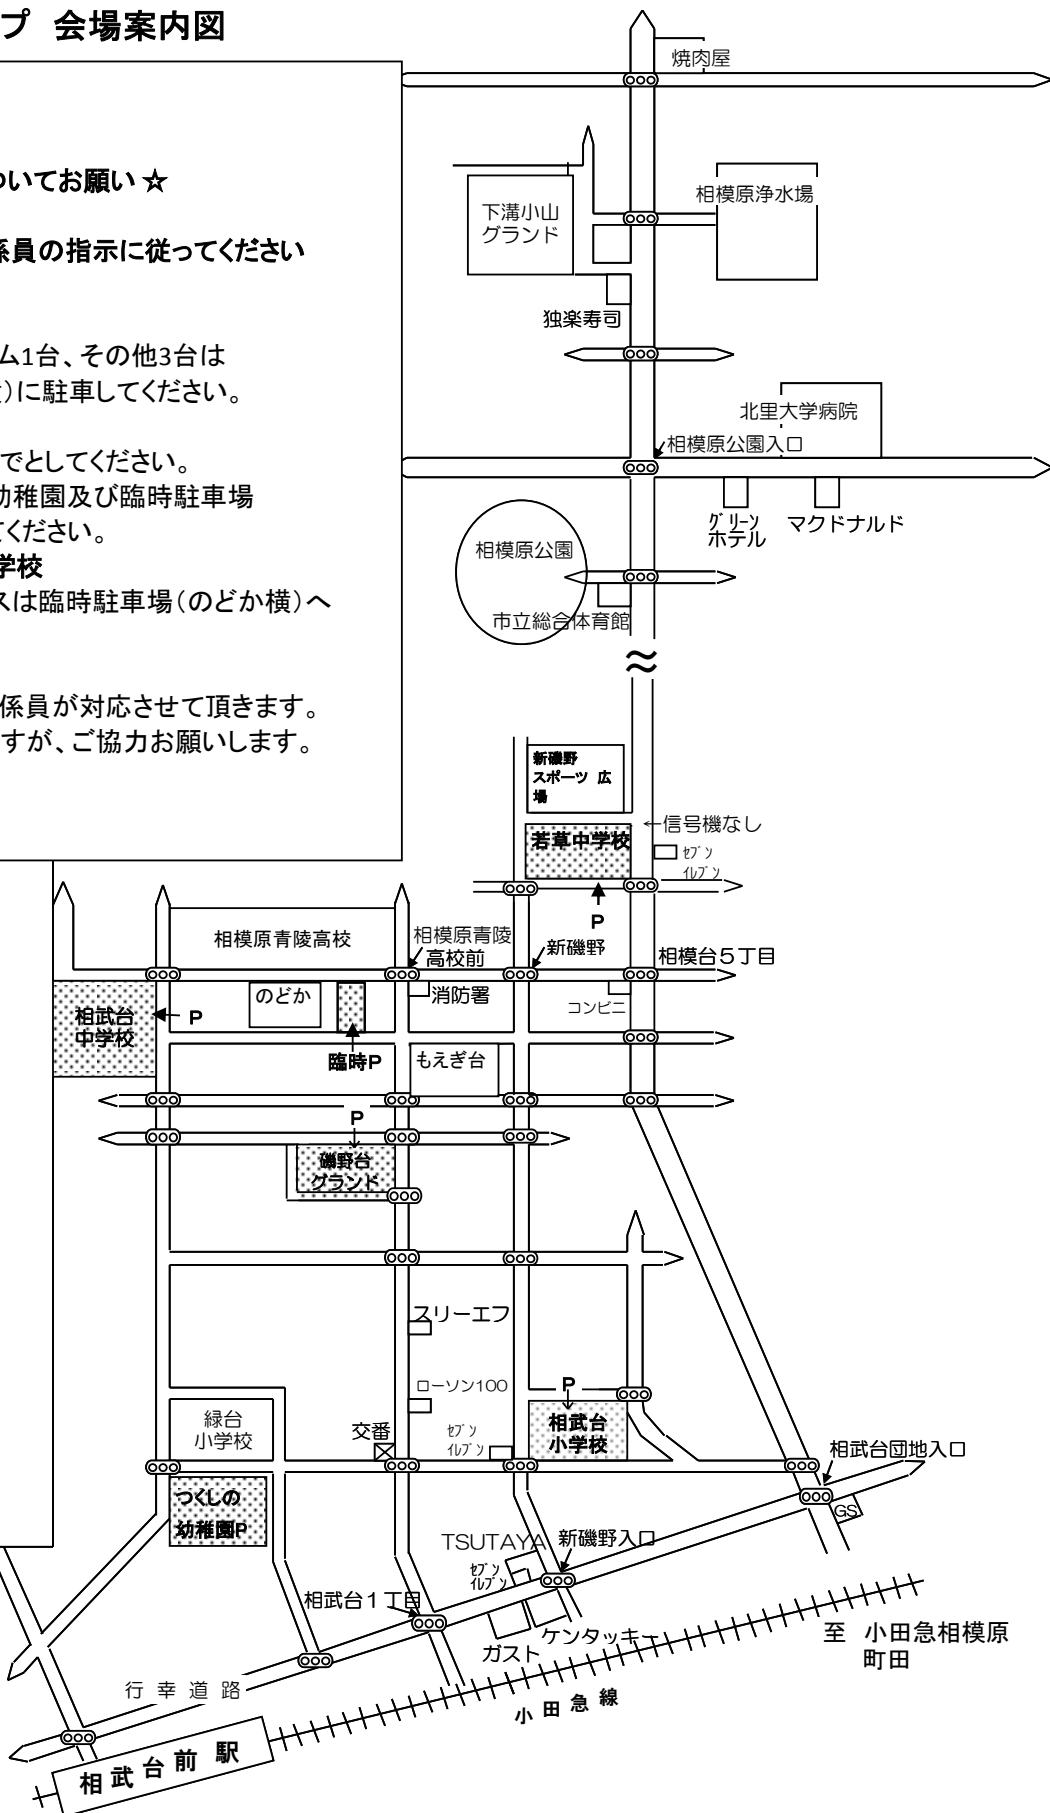 プ 会場案内図
ついてお願い☆
係員の指示に従ってください
ム1台、その他3台は
)に駐車してください。
でとしてください。
幼稚園及び臨時駐車場
てください。
学校
スは臨時駐車場(のどか横)へ
係員が対応させて頂きます。
すが、ご協力お願いします。
焼肉屋
下溝小山
グランド
相模原浄水場
独楽寿司
北里大学病院
相模原公園入口
グリーン
ホテル
マクドナルド
相模原公園
市立総合体育館
≈
新磯野
スポーツ 広
場
←信号機なし
若草中学校
セブン
イレブン
P
相模原青陵高校
相模原青陵
高校前
新磯野
相模台5丁目
のどか
消防署
コンビニ
相武台
中学校
P
臨時P
もえぎ台
P
磯野台
グランド
スリーエフ
ローソン100
P
緑台
小学校
交番
セブン
イレブン
相武台
小学校
相武台団地入口
つくしの
幼稚園P
GS
TSUTAYA
新磯野入口
セブン
イレブン
相武台1丁目
ケンタッキー
ガスト
至 小田急相模原
町田
行幸道路
小田急線
相武台前駅